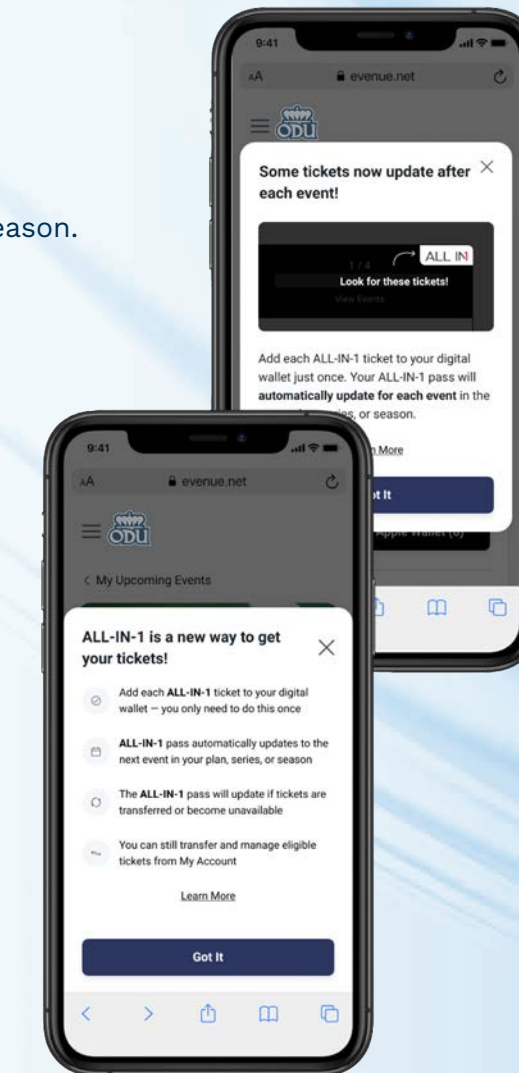 eason.
9:41
AA evenue.net
ODU
Some tickets now update after
each event!
1 / 4
ALL IN
Look for these tickets!
View Events
Add each ALL-IN-1 ticket to your digital
wallet just once. Your ALL-IN-1 pass will
automatically update for each event in the
or season.
More
Apple Wallet
9:41
AA evenue.net
ODU
< My Upcoming Events
ALL-IN-1 is a new way to get
your tickets!
Add each ALL-IN-1 ticket to your digital
wallet — you only need to do this once
ALL-IN-1 pass automatically updates to the
next event in your plan, series, or season
The ALL-IN-1 pass will update if tickets are
transferred or become unavailable
You can still transfer and manage eligible
tickets from My Account
Learn More
Got It